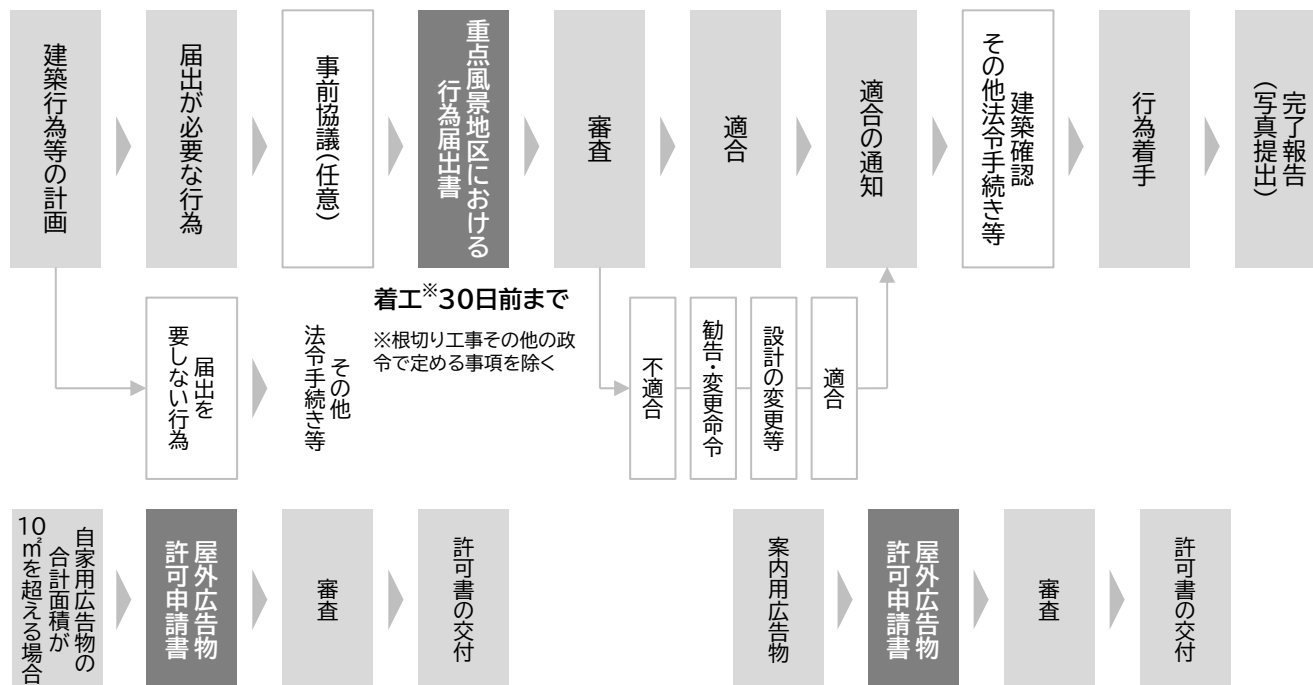 建築行為等の計画
届出が必要な行為
事前協議(任意)
重点風景地区における
行為届出書
審査
適合
適合の通知
建築確認
その他法令手続き等
行為着手
完了報告
(写真提出)
着工※30日前まで
※根切り工事その他の政
令で定める事項を除く
届出を
要しない行為
その他
法令手続き等
不適合
勧告・変更命令
設計の変更等
適合
自家用広告物の
合計面積が
10㎡を超える場合
屋外広告物
許可申請書
審査
許可書の交付
案内用広告物
屋外広告物
許可申請書
審査
許可書の交付